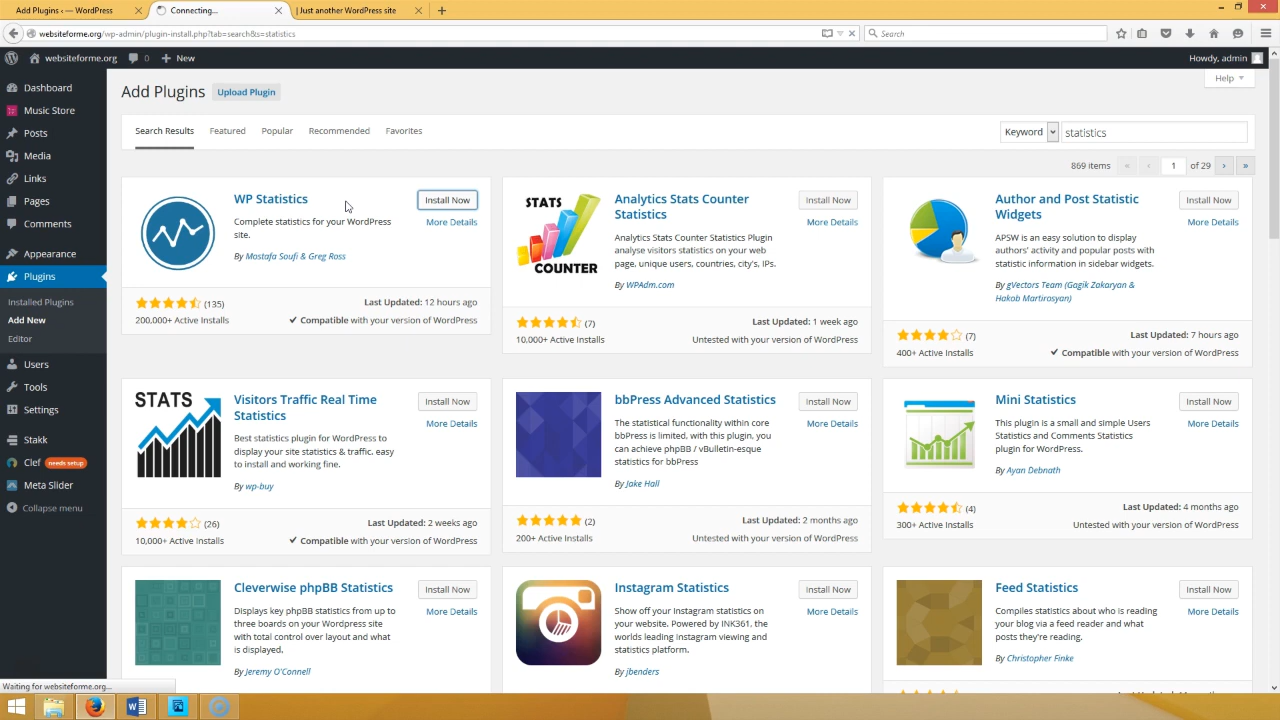 Add Plugins ‹ — WordPress
Connecting...
| Just another WordPress site
websiteforme.org/wp-admin/plugin-install.php?tab=search&s=statistics
Search
websiteforme.org
0
New
Howdy, admin
Dashboard
Music Store
Posts
Media
Links
Pages
Comments
Appearance
Plugins
Installed Plugins
Add New
Editor
Users
Tools
Settings
Stakk
Clef needs setup
Meta Slider
Collapse menu
Add Plugins
Upload Plugin
Help
Search Results
Featured
Popular
Recommended
Favorites
Keyword
statistics
869 items « ‹ 1 of 29 › »
WP Statistics
Install Now
More Details
Complete statistics for your WordPress
site.
By Mostafa Soufi & Greg Ross
(135)
Last Updated: 12 hours ago
200,000+ Active Installs
Compatible with your version of WordPress
STATS
COUNTER
Analytics Stats Counter
Statistics
Install Now
More Details
Analytics Stats Counter Statistics Plugin
analyse visitors statistics on your web
page, unique users, countries, city's, IPs.
By WPAdm.com
(7)
Last Updated: 1 week ago
10,000+ Active Installs
Untested with your version of WordPress
Author and Post Statistic
Widgets
Install Now
More Details
APSW is an easy solution to display
authors' activity and popular posts with
statistic information in sidebar widgets.
By gVectors Team (Gagik Zakaryan &
Hakob Martirosyan)
(7)
Last Updated: 7 hours ago
400+ Active Installs
Compatible with your version of WordPress
STATS
Visitors Traffic Real Time
Statistics
Install Now
More Details
Best statistics plugin for WordPress to
display your site statistics & traffic. easy
to install and working fine.
By wp-buy
(26)
Last Updated: 2 weeks ago
10,000+ Active Installs
Compatible with your version of WordPress
bbPress Advanced Statistics
Install Now
More Details
The statistical functionality within core
bbPress is limited, with this plugin, you
can achieve phpBB / vBulletin-esque
statistics for bbPress
By Jake Hall
(2)
Last Updated: 2 months ago
200+ Active Installs
Untested with your version of WordPress
Mini Statistics
Install Now
More Details
This plugin is a small and simple Users
Statistics and Comments Statistics
plugin for WordPress.
By Ayan Debnath
(4)
Last Updated: 4 months ago
300+ Active Installs
Untested with your version of WordPress
Cleverwise phpBB Statistics
Install Now
More Details
Displays key phpBB statistics from up to
three boards on your Wordpress site
with total control over layout and what
is displayed.
By Jeremy O'Connell
Instagram Statistics
Install Now
More Details
Show off your Instagram statistics on
your website. Powered by INK361, the
worlds leading Instagram viewing and
statistics platform.
By jbenders
Feed Statistics
Install Now
More Details
Compiles statistics about who is reading
your blog via a feed reader and what
posts they're reading.
By Christopher Finke
Waiting for websiteforme.org...